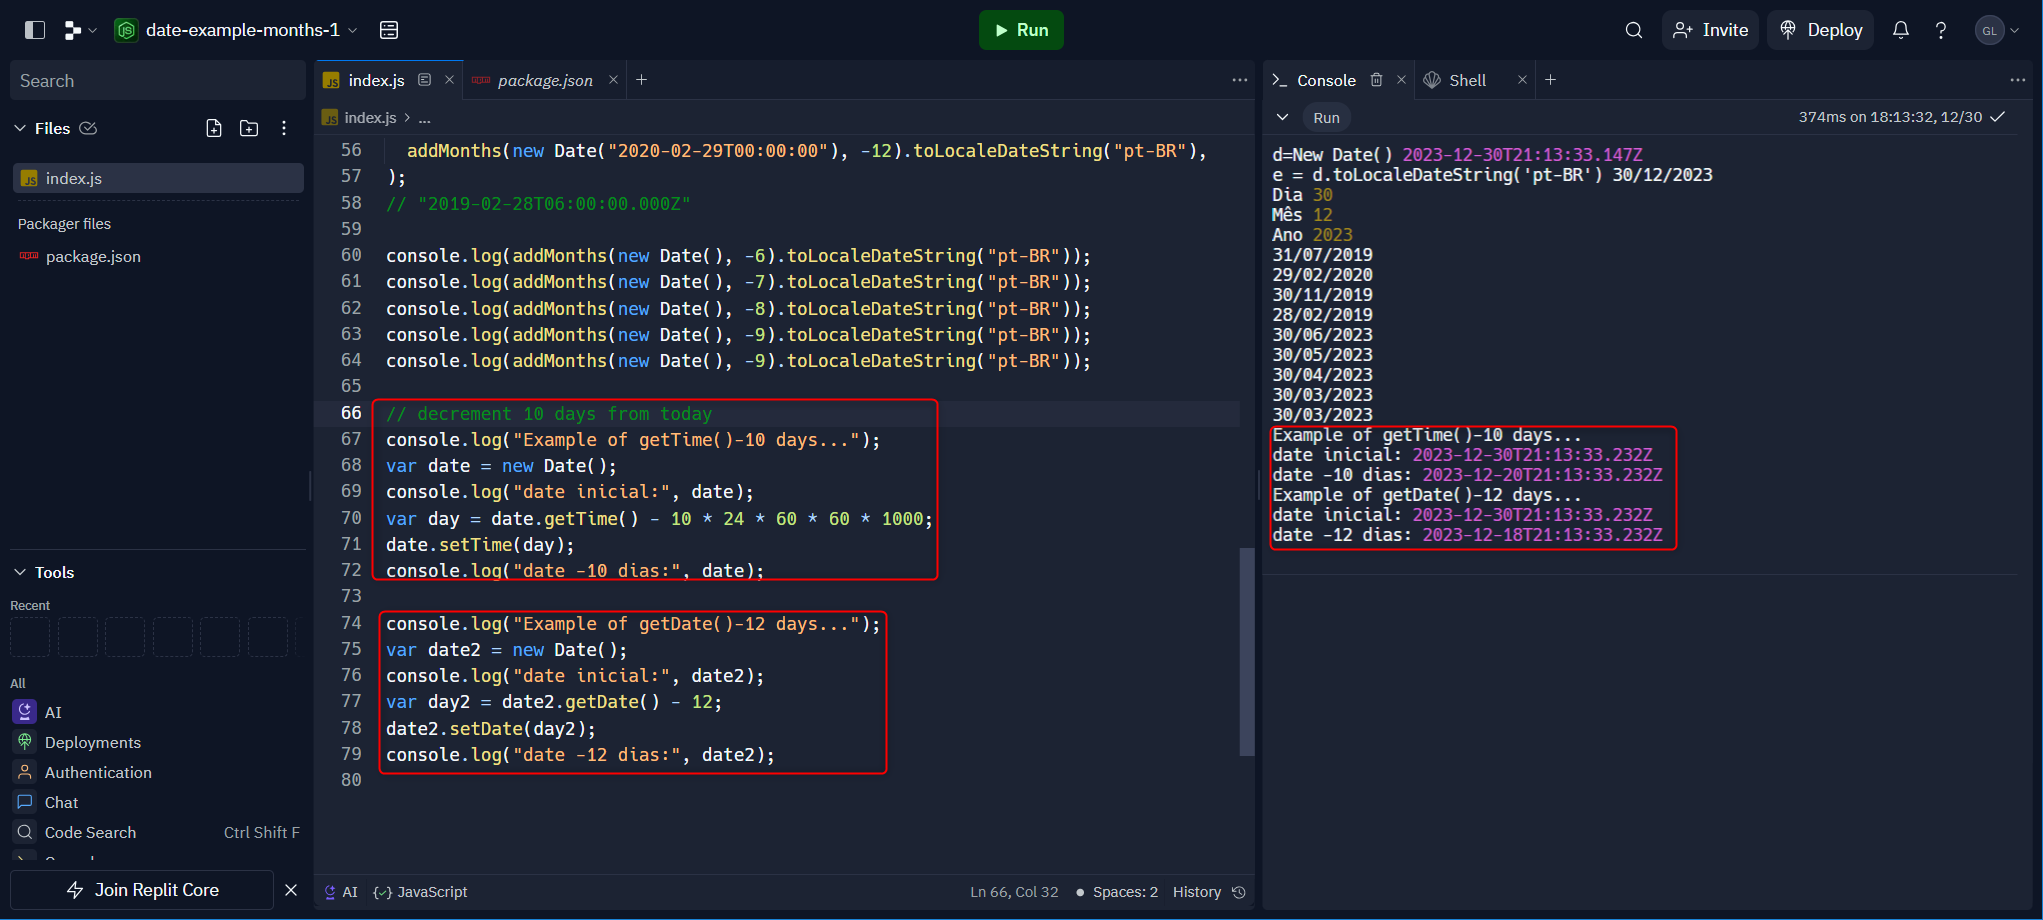 date-example-months-1
Run
Invite
Deploy
GL
Search
Files
index.js
Packager files
package.json
Tools
Recent
All
AI
Deployments
Authentication
Chat
Code Search Ctrl Shift F
Join Replit Core
index.js
package.json
index.js > ...
56 addMonths(new Date("2020-02-29T00:00:00"), -12).toLocaleDateString("pt-BR"),
57 );
58 // "2019-02-28T06:00:00.000Z"
59
60 console.log(addMonths(new Date(), -6).toLocaleDateString("pt-BR"));
61 console.log(addMonths(new Date(), -7).toLocaleDateString("pt-BR"));
62 console.log(addMonths(new Date(), -8).toLocaleDateString("pt-BR"));
63 console.log(addMonths(new Date(), -9).toLocaleDateString("pt-BR"));
64 console.log(addMonths(new Date(), -9).toLocaleDateString("pt-BR"));
65
66 // decrement 10 days from today
67 console.log("Example of getTime()-10 days...");
68 var date = new Date();
69 console.log("date inicial:", date);
70 var day = date.getTime() - 10 * 24 * 60 * 60 * 1000;
71 date.setTime(day);
72 console.log("date -10 dias:", date);
73
74 console.log("Example of getDate()-12 days...");
75 var date2 = new Date();
76 console.log("date inicial:", date2);
77 var day2 = date2.getDate() - 12;
78 date2.setDate(day2);
79 console.log("date -12 dias:", date2);
80
AI {} JavaScript
Ln 66, Col 32 • Spaces: 2 History
Console
Shell
Run
374ms on 18:13:32, 12/30
d=New Date() 2023-12-30T21:13:33.147Z
e = d.toLocaleDateString('pt-BR') 30/12/2023
Dia 30
Mês 12
Ano 2023
31/07/2019
29/02/2020
30/11/2019
28/02/2019
30/06/2023
30/05/2023
30/04/2023
30/03/2023
30/03/2023
Example of getTime()-10 days...
date inicial: 2023-12-30T21:13:33.232Z
date -10 dias: 2023-12-20T21:13:33.232Z
Example of getDate()-12 days...
date inicial: 2023-12-30T21:13:33.232Z
date -12 dias: 2023-12-18T21:13:33.232Z